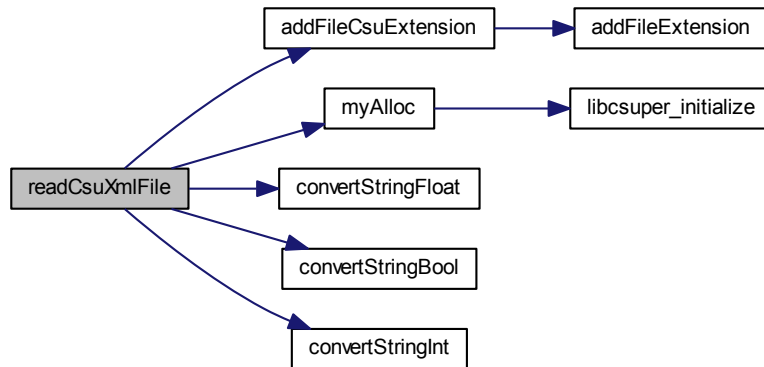 addFileCsuExtension
addFileExtension
myAlloc
libcsuper_initialize
readCsuXmlFile
convertStringFloat
convertStringBool
convertStringInt